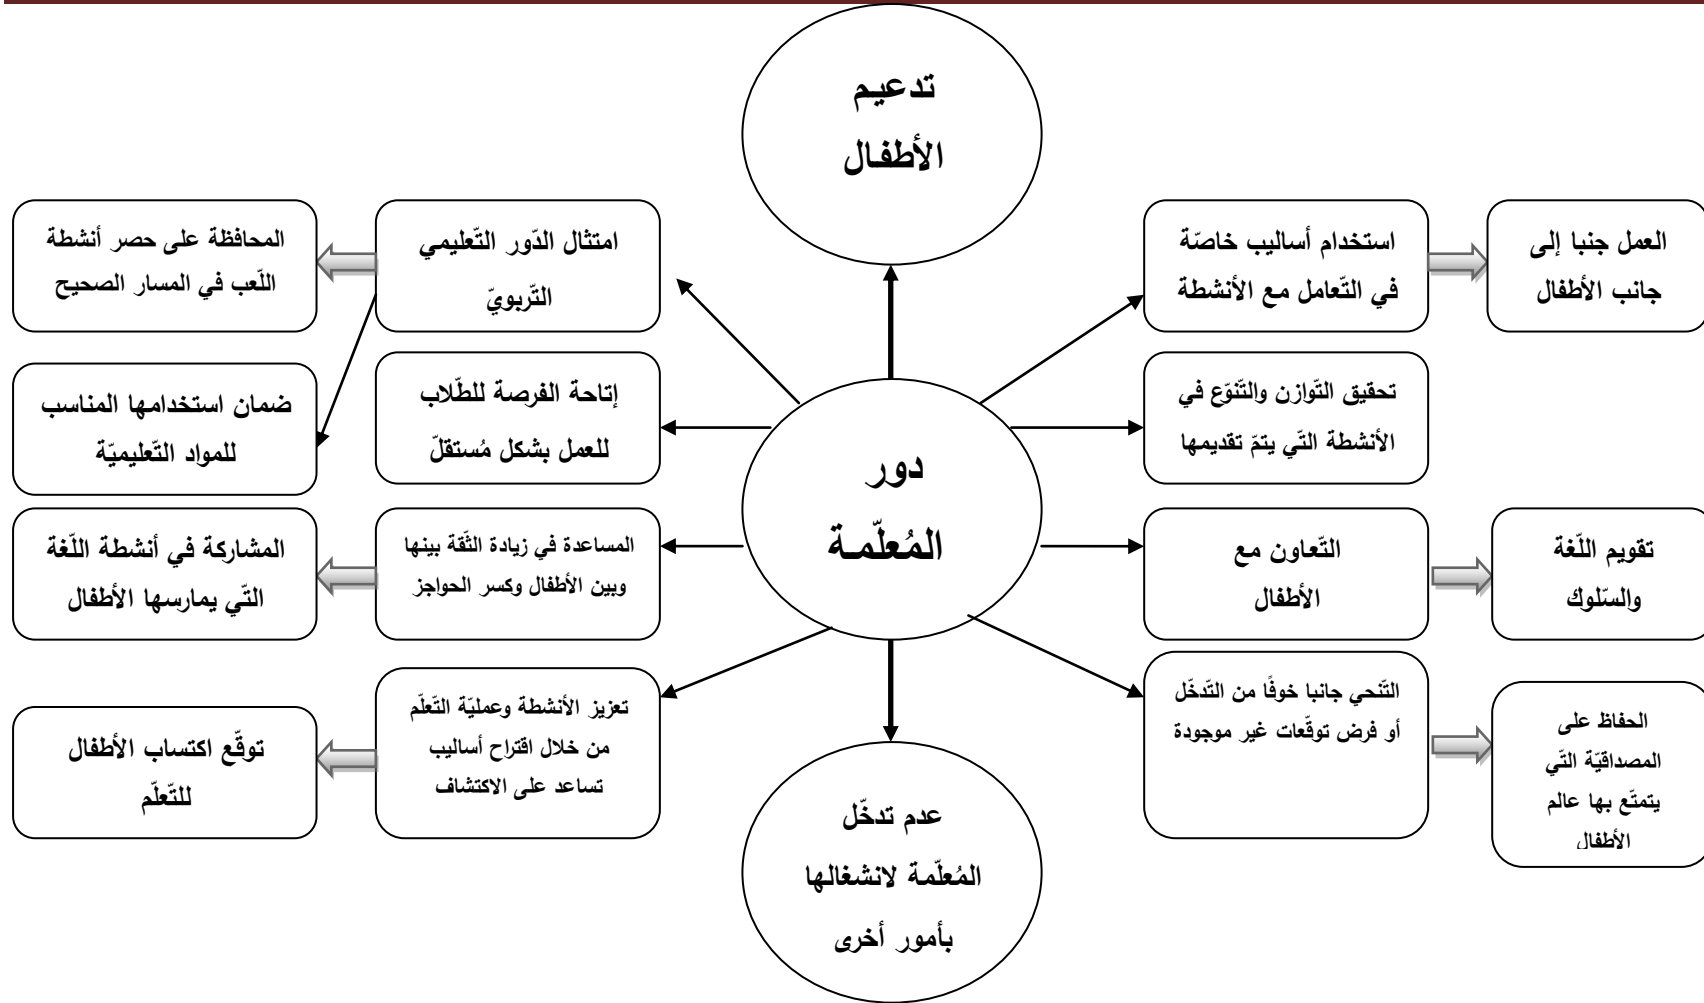 تدعيم
الأطفال
العمل جنبا إلى
جانب الأطفال
استخدام أساليب خاصّة
في التّعامل مع الأنشطة
امتثال الدّور التّعليمي
التّربويّ
المحافظة على حصر أنشطة
اللّعب في المسار الصحيح
تحقيق التّوازن والتّنوّع في
الأنشطة التّي يتمّ تقديمها
إتاحة الفرصة للطّلاب
للعمل بشكل مُستقلّ
ضمان استخدامها المناسب
للمواد التّعليميّة
دور
المُعلّمـة
تقويم اللّغة
والسّلوك
التّعاون مع
الأطفال
المساعدة في زيادة الثّقة بينها
وبين الأطفال وكسر الحواجز
المشاركة في أنشطة اللّغة
التّي يمارسها الأطفال
الحفاظ على
المصداقيّة التّي
يتمتّع بها عالم
الأطفال
التّنحي جانبا خوفًا من التّدخّل
أو فرض توقّعات غير موجودة
تعزيز الأنشطة وعمليّة التّعلّم
من خلال اقتراح أساليب
تساعد على الاكتشاف
توقّع اكتساب الأطفال
للتّعلّم
عدم تدخّل
المُعلّمة لانشغالها
بأمور أخرى